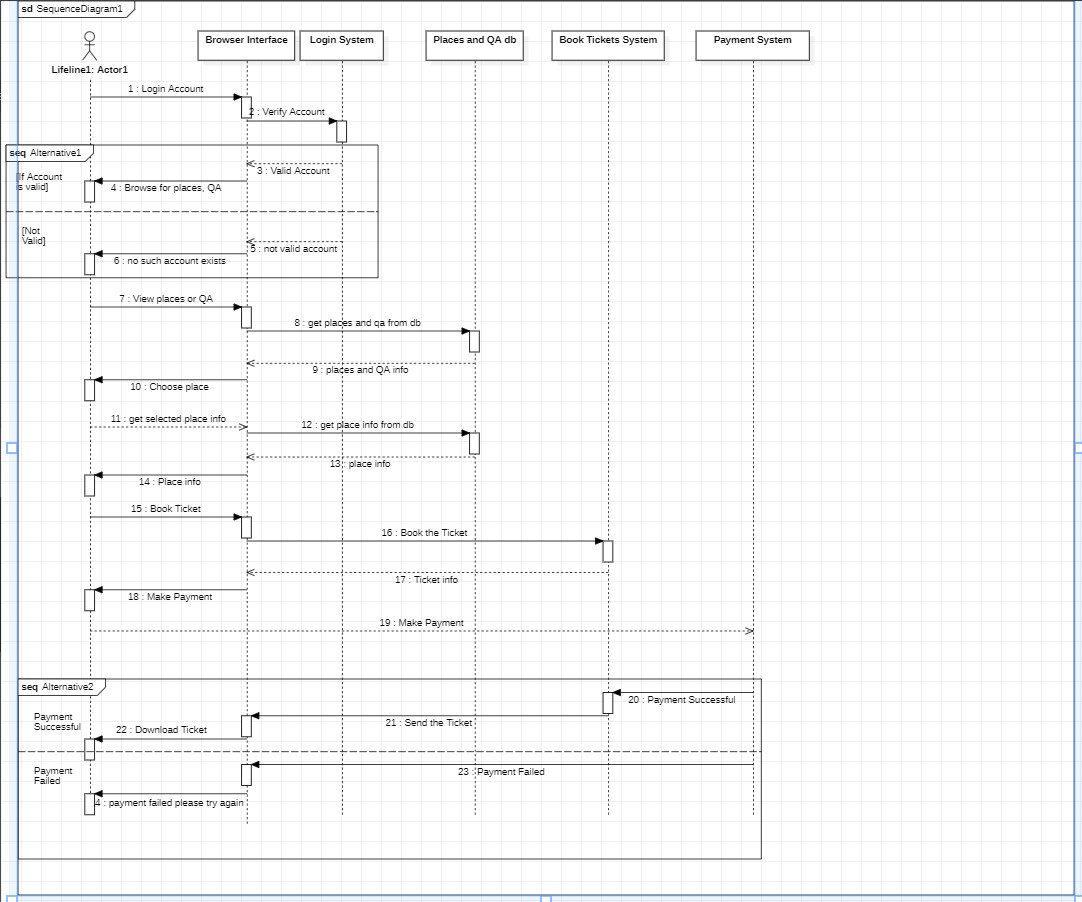 sd SequenceDiagram1
Browser Interface
Login System
Places and QA db
Book Tickets System
Payment System
Lifeline1: Actor1
1 : Login Account
2 : Verify Account
seq Alternative1
3 : Valid Account
[If Account
is valid]
4 : Browse for places, QA
[Not
Valid]
5 : not valid account
6 : no such account exists
7 : View places or QA
8 : get places and qa from db
9 : places and QA info
10 : Choose place
11 : get selected place info
12 : get place info from db
13 : place info
14 : Place info
15 : Book Ticket
16 : Book the Ticket
17 : Ticket info
18 : Make Payment
19 : Make Payment
seq Alternative2
20 : Payment Successful
Payment
Successful
21 : Send the Ticket
22 : Download Ticket
Payment
Failed
23 : Payment Failed
4 : payment failed please try again